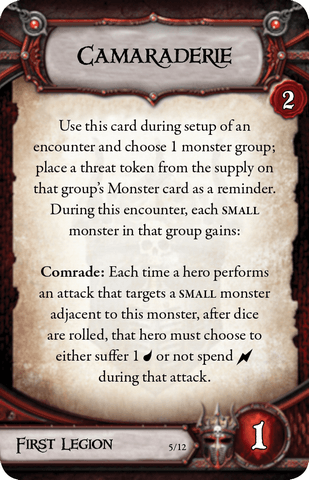 CAMARADERIE
2
Use this card during setup of an
encounter and choose 1 monster group;
place a threat token from the supply on
that group's Monster card as a reminder.
During this encounter, each SMALL
monster in that group gains:
Comrade: Each time a hero performs
an attack that targets a SMALL monster
adjacent to this monster, after dice
are rolled, that hero must choose to
either suffer 1 or not spend
during that attack.
FIRST LEGION
5/12
1